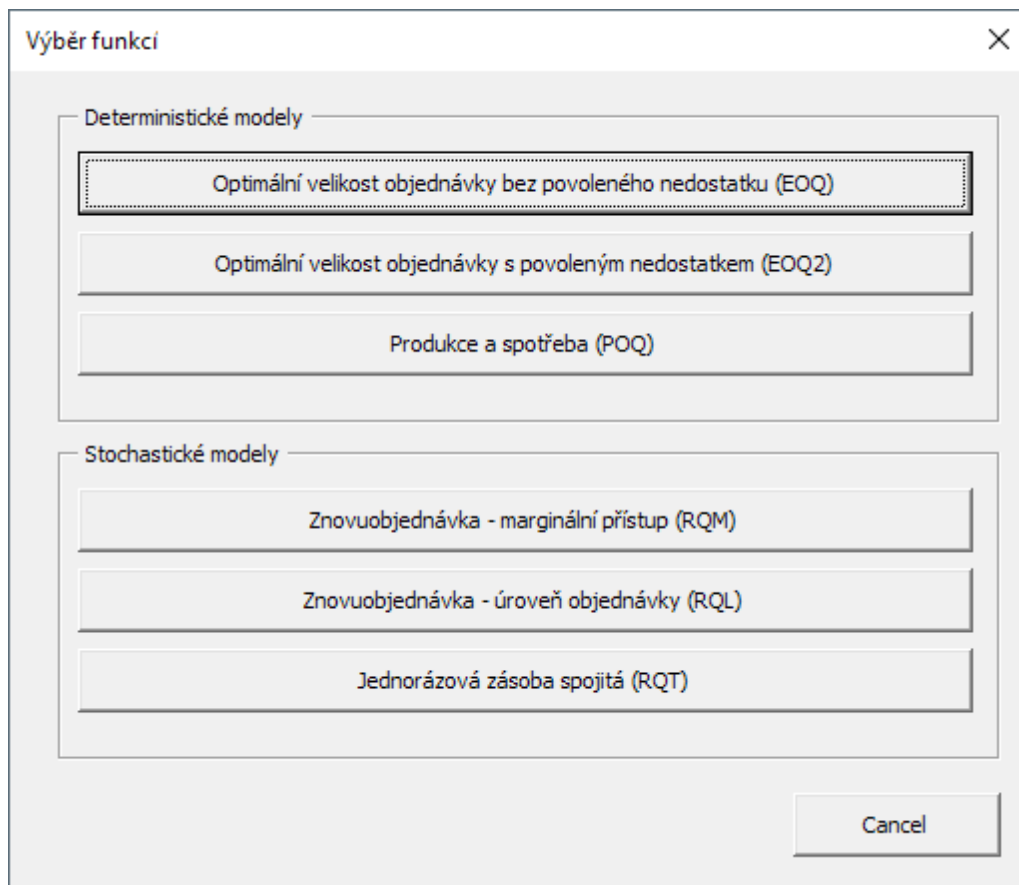 Výběr funkcí
Deterministické modely
Optimální velikost objednávky bez povoleného nedostatku (EOQ)
Optimální velikost objednávky s povoleným nedostatkem (EOQ2)
Produkce a spotřeba (POQ)
Stochastické modely
Znovuobjednávka - marginální přístup (RQM)
Znovuobjednávka - úroveň objednávky (RQL)
Jednorázová zásoba spojitá (RQT)
Cancel